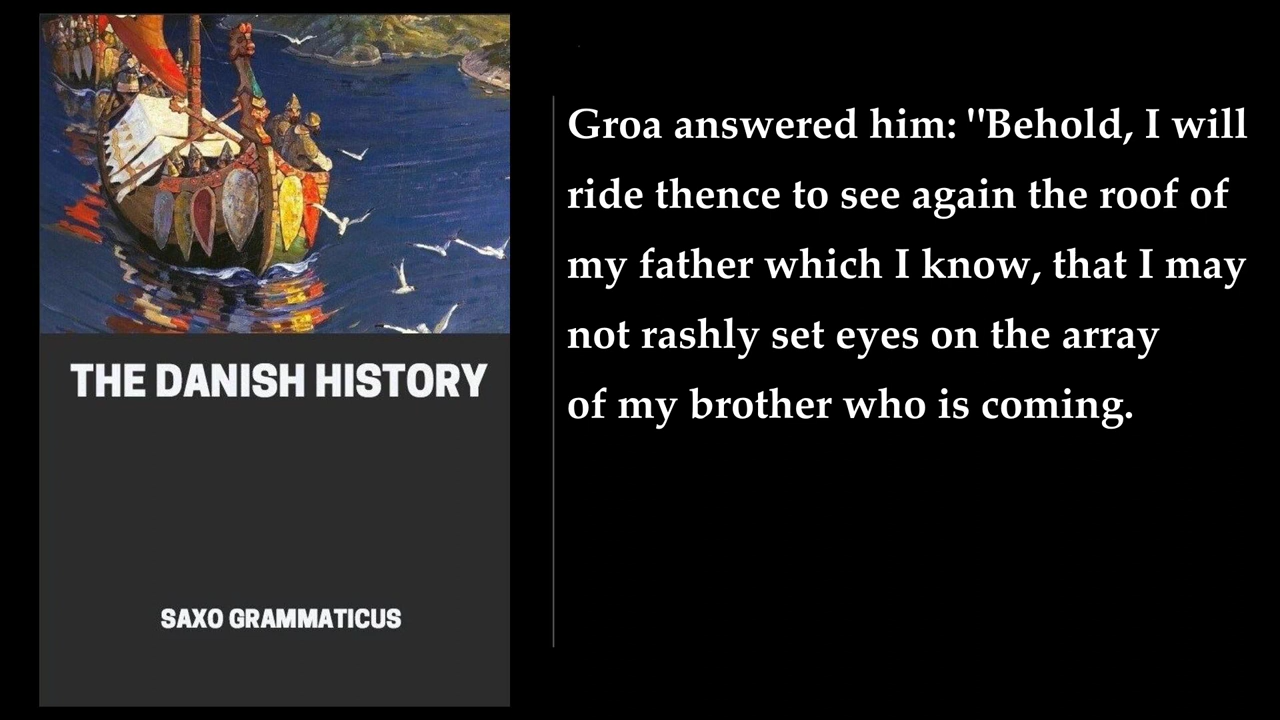 THE DANISH HISTORY
SAXO GRAMMATICUS
Groa answered him: "Behold, I will
ride thence to see again the roof of
my father which I know, that I may
not rashly set eyes on the array
of my brother who is coming.